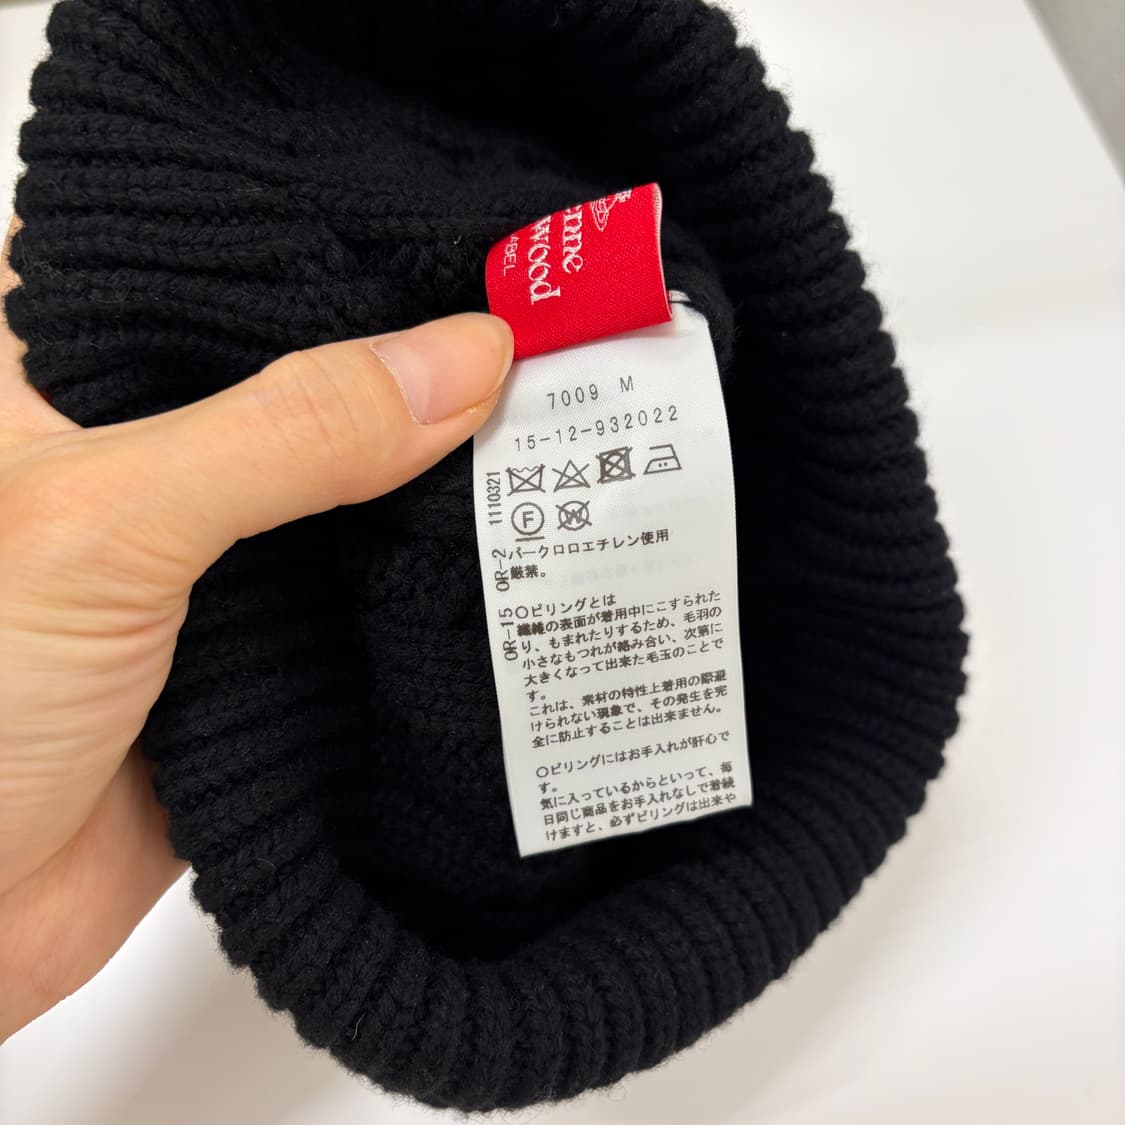 enne
wood
ABEL
7009 M
15-12-932022
1110321
F
W
OR-2
OR-15
パークロロエチレン使用
厳禁。
○ピリングとは
繊維の表面が着用中にこすられた
り、もまれたりするため、毛羽の
小さなもつれが絡み合い、次第に
大きくなって出来た毛玉のことで
す。
これは、素材の特性上着用の際避
けられない現象で、その発生を完
全に防止することは出来ません。
○ピリングにはお手入れが肝心で
す。
気に入っているからといって、毎
日同じ商品をお手入れなしで着続
けますと、必ずピリングは出来や